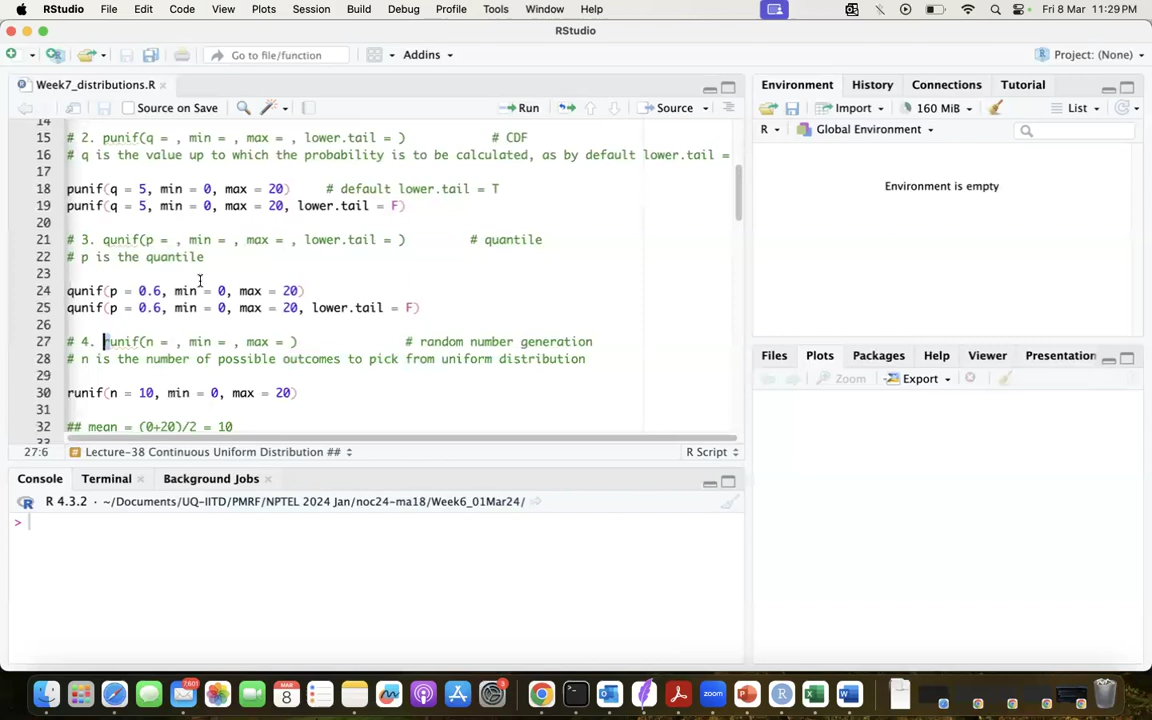 RStudio File Edit Code View Plots Session Build Debug Profile Tools Window Help Fri 8 Mar 11:29 PM
RStudio
Go to file/function Addins Project: (None)
Week7_distributions.R
Source on Save Run Source
14
15 # 2. punif(q = , min = , max = , lower.tail = ) # CDF
16 # q is the value up to which the probability is to be calculated, as by default lower.tail =
17
18 punif(q = 5, min = 0, max = 20) # default lower.tail = T
19 punif(q = 5, min = 0, max = 20, lower.tail = F)
20
21 # 3. qunif(p = , min = , max = , lower.tail = ) # quantile
22 # p is the quantile
23
24 qunif(p = 0.6, min = 0, max = 20)
25 qunif(p = 0.6, min = 0, max = 20, lower.tail = F)
26
27 # 4. runif(n = , min = , max = ) # random number generation
28 # n is the number of possible outcomes to pick from uniform distribution
29
30 runif(n = 10, min = 0, max = 20)
31
32 ## mean = (0+20)/2 = 10
33
27:6 # Lecture-38 Continuous Uniform Distribution ## R Script
Console Terminal Background Jobs
R 4.3.2 · ~/Documents/UQ-IITD/PMRF/NPTEL 2024 Jan/noc24-ma18/Week6_01Mar24/
>
Environment History Connections Tutorial
Import 160 MiB List
R Global Environment
Environment is empty
Files Plots Packages Help Viewer Presentation
Zoom Export
7,601
MAR
8
3
zoom